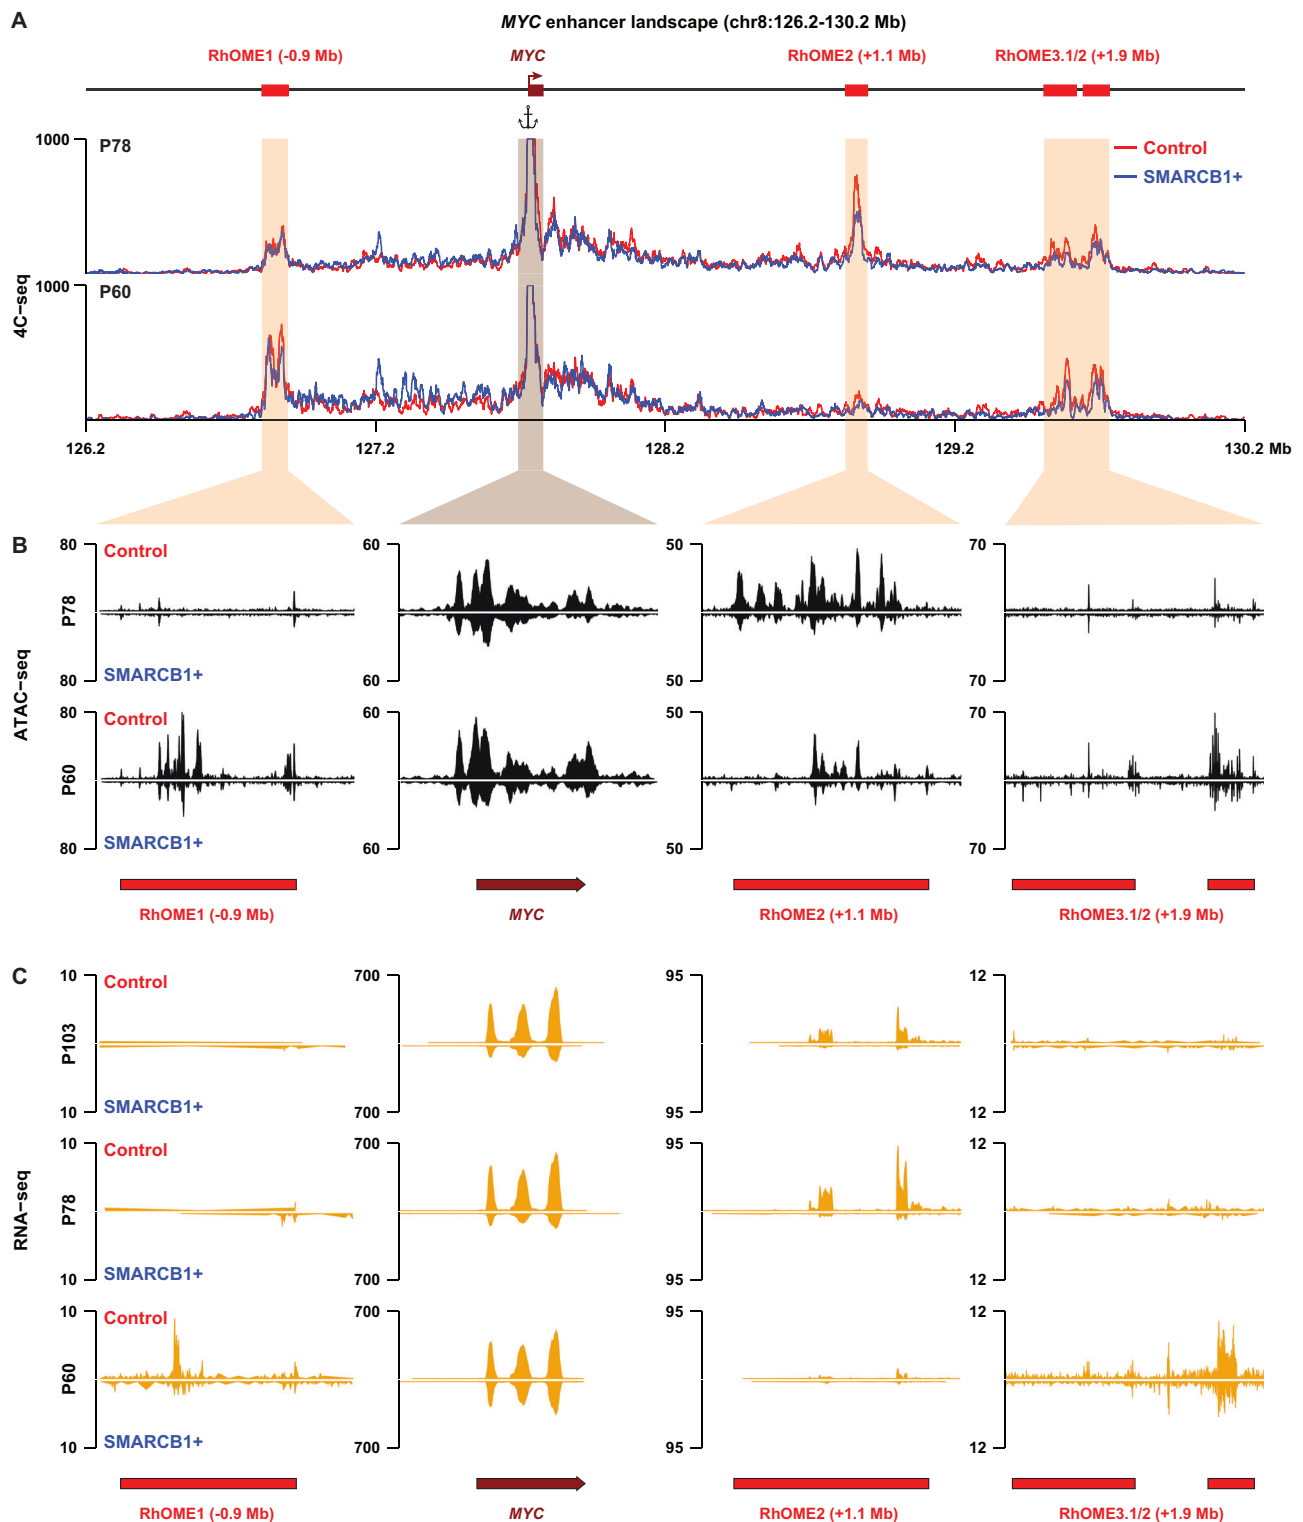 A
MYC enhancer landscape (chr8:126.2-130.2 Mb)
RhOME1 (-0.9 Mb)
MYC
RhOME2 (+1.1 Mb)
RhOME3.1/2 (+1.9 Mb)
1000
P78
Control
SMARCB1+
4C−seq
1000
P60
126.2
127.2
128.2
129.2
130.2 Mb
B
ATAC−seq
P78
80
Control
80
SMARCB1+
60
60
50
50
70
70
P60
80
Control
80
SMARCB1+
60
60
50
50
70
70
RhOME1 (-0.9 Mb)
MYC
RhOME2 (+1.1 Mb)
RhOME3.1/2 (+1.9 Mb)
C
RNA−seq
P103
10
Control
10
SMARCB1+
700
700
95
95
12
12
P78
10
Control
10
SMARCB1+
700
700
95
95
12
12
P60
10
Control
10
SMARCB1+
700
700
95
95
12
12
RhOME1 (-0.9 Mb)
MYC
RhOME2 (+1.1 Mb)
RhOME3.1/2 (+1.9 Mb)